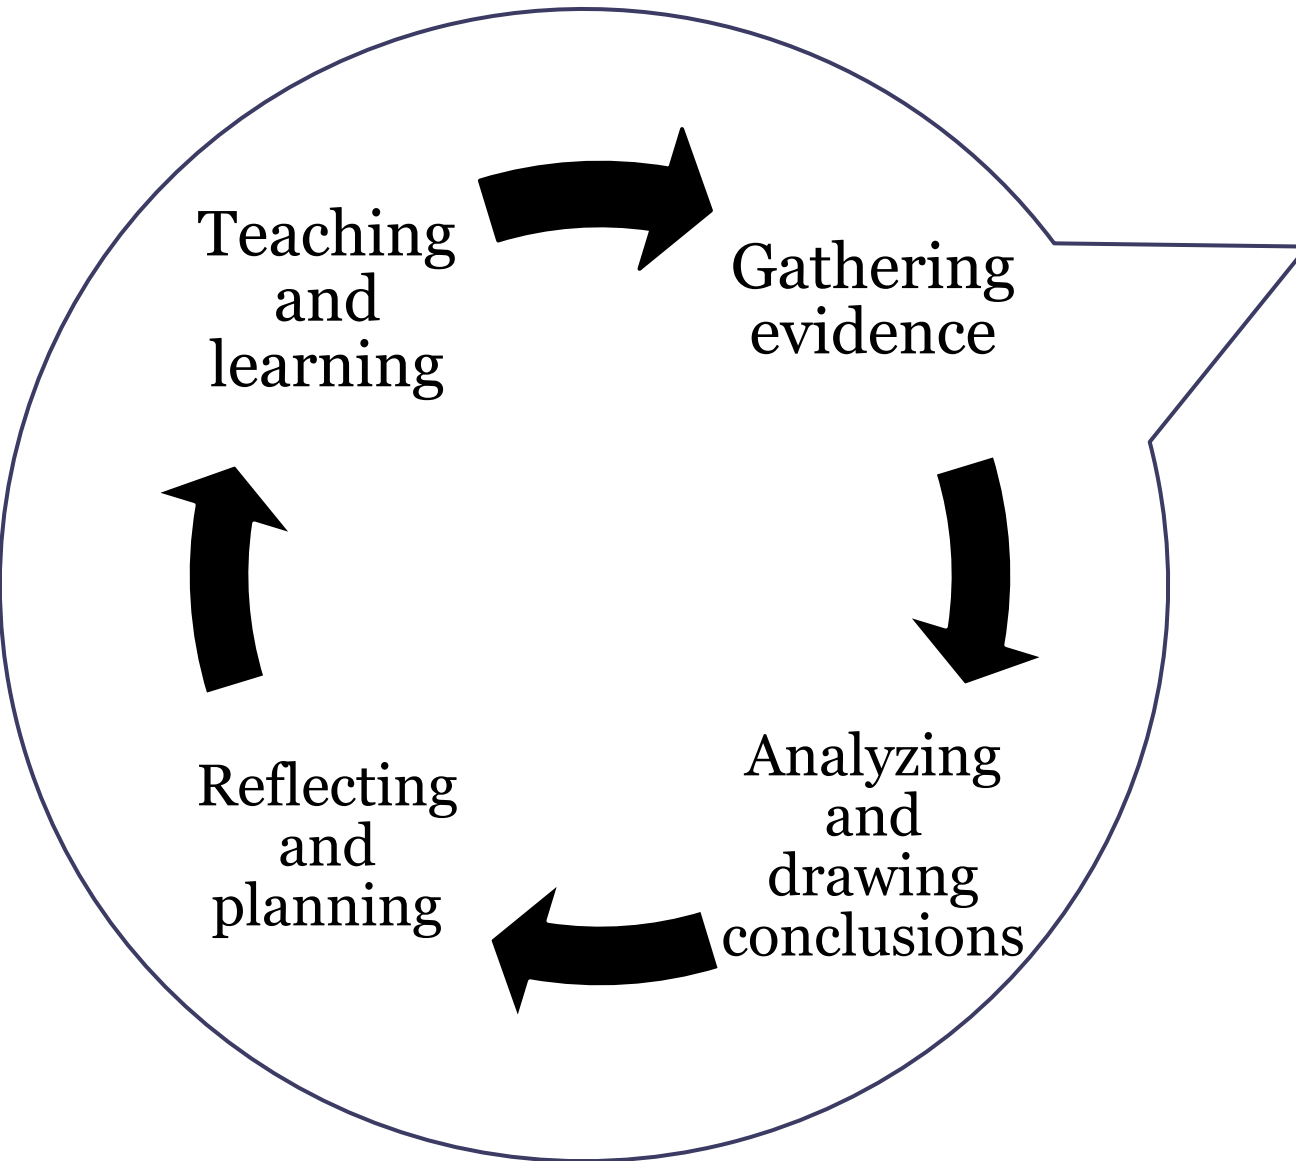 Teaching
and
learning
Gathering
evidence
Analyzing
and
drawing
conclusions
Reflecting
and
planning